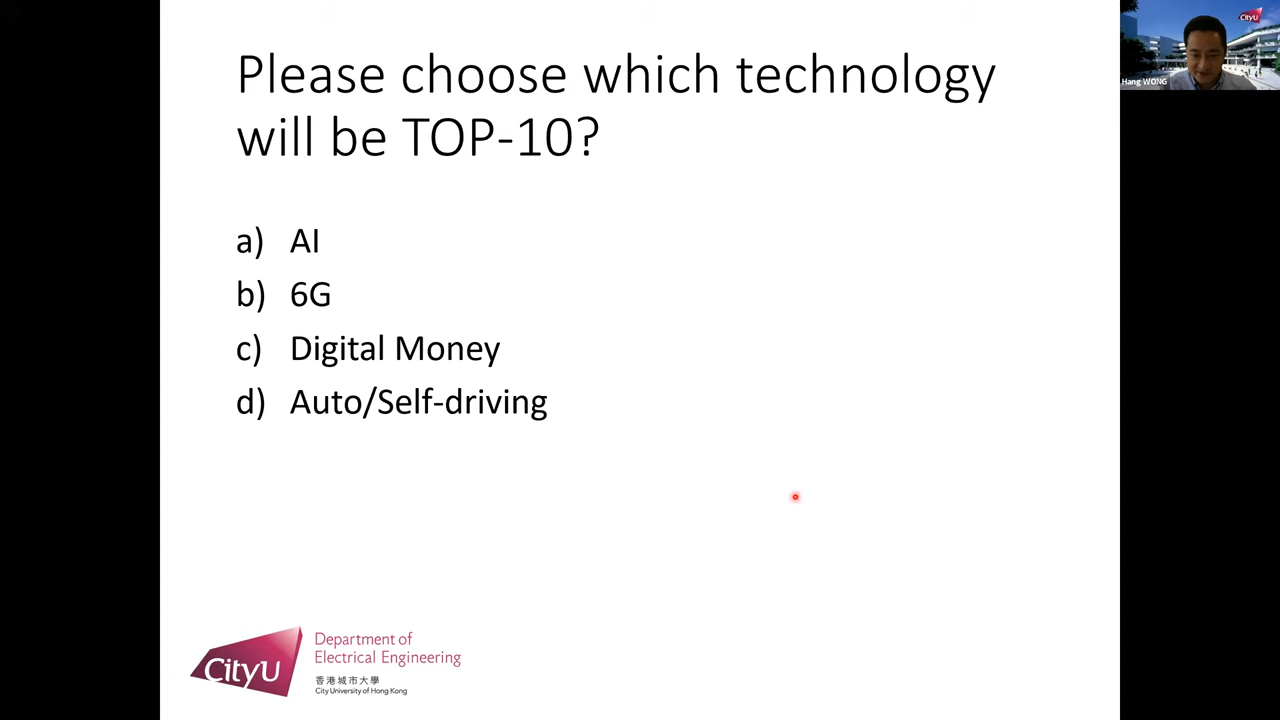 Please choose which technology
will be TOP-10?
a) AI
b) 6G
c) Digital Money
d) Auto/Self-driving
CityU
Department of
Electrical Engineering
香港城市大學
City University of Hong Kong
CityU
Hang WONG